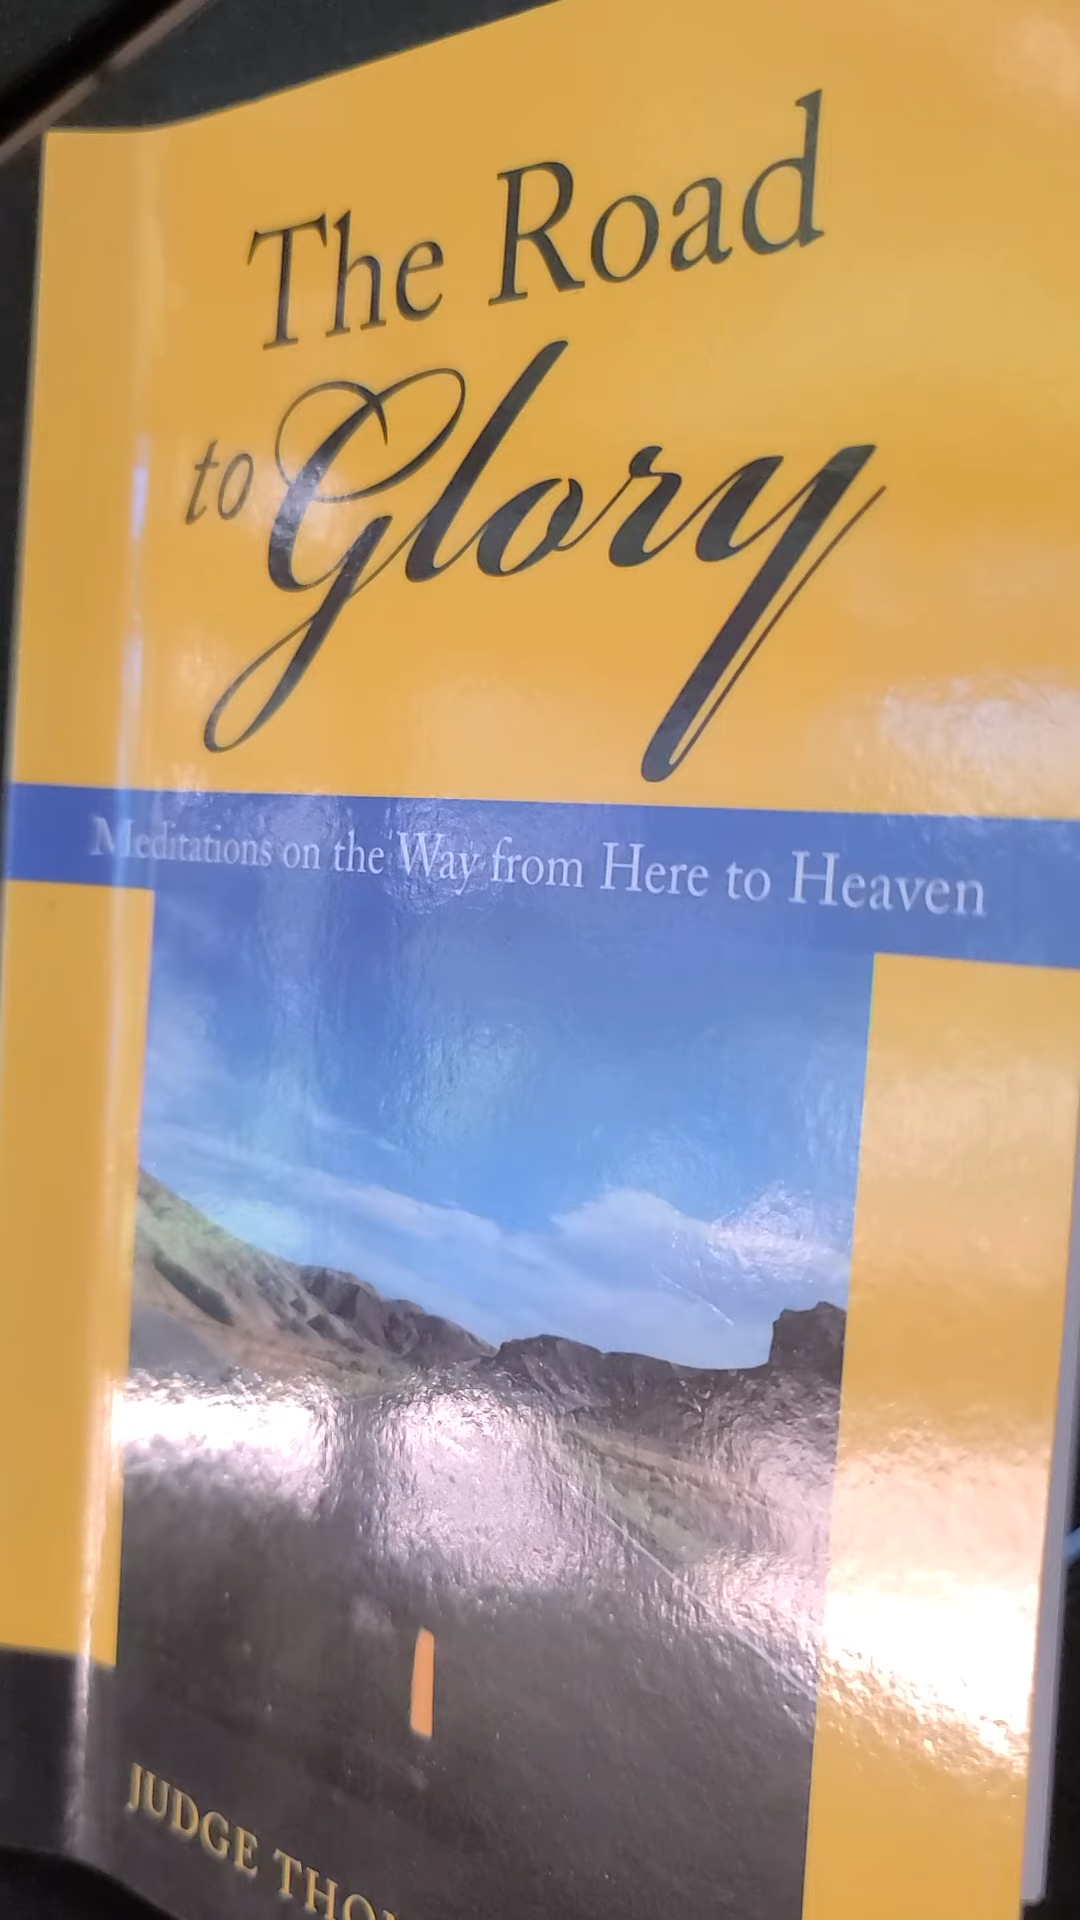 The Road
to Glory
Meditations on the Way from Here to Heaven
JUDGE